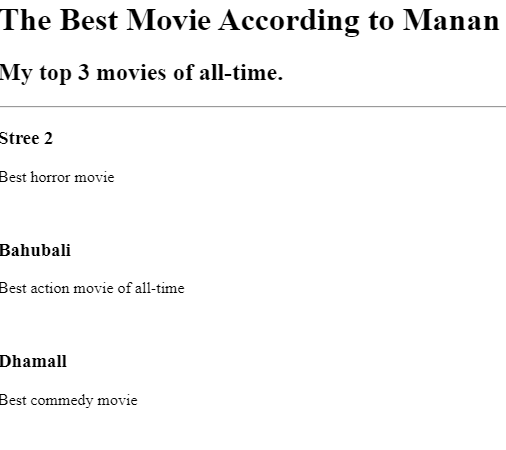 The Best Movie According to Manan
My top 3 movies of all-time.
Stree 2
Best horror movie
Bahubali
Best action movie of all-time
Dhamall
Best commedy movie